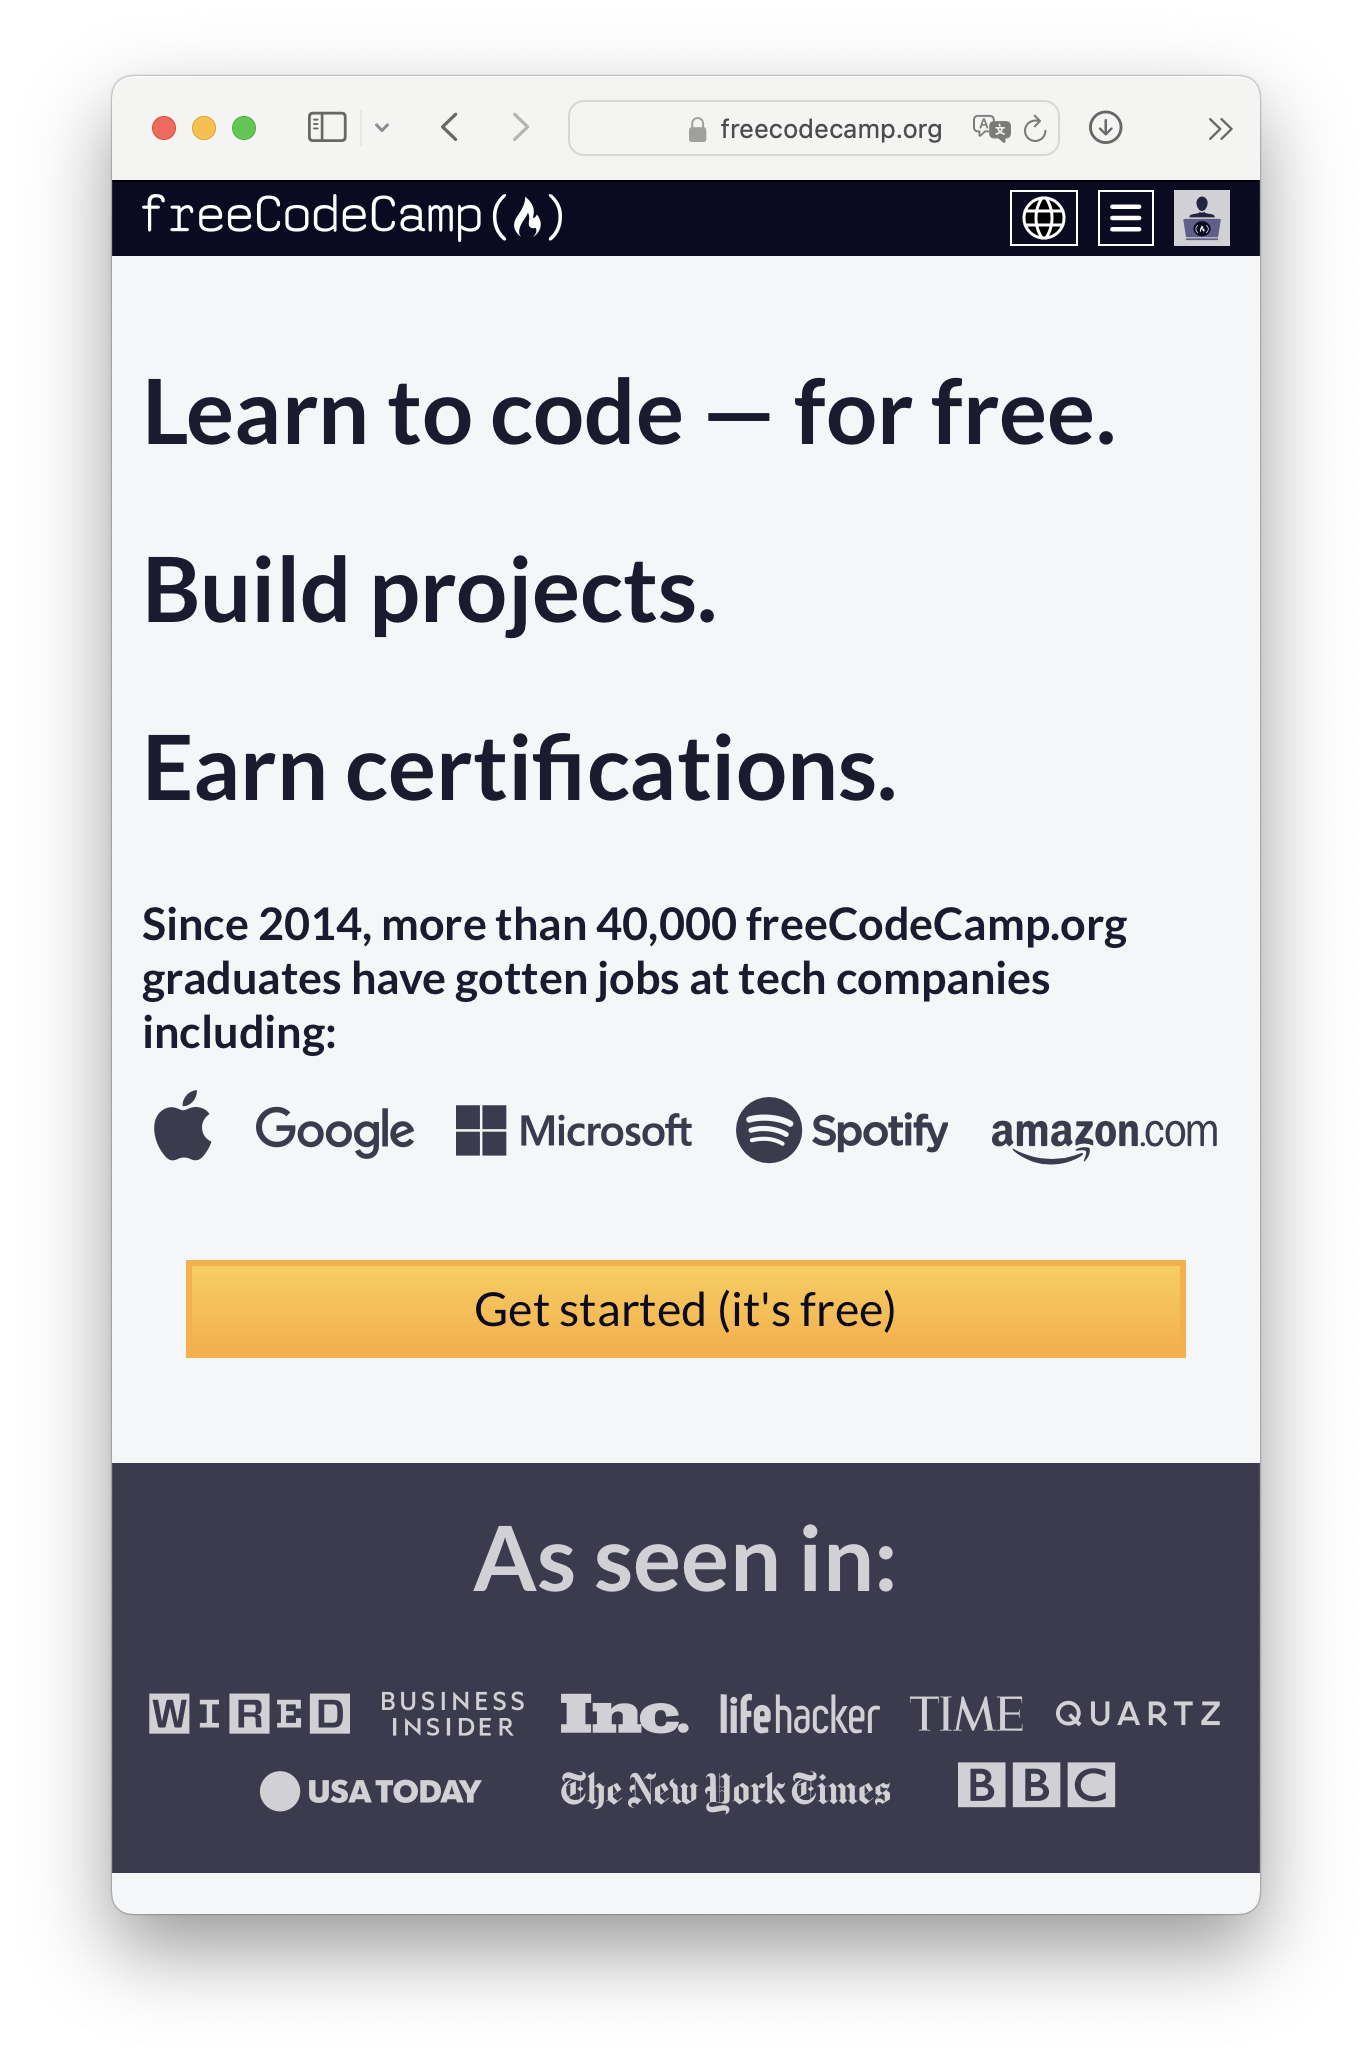 freecodecamp.org
freeCodeCamp(🔥)
Learn to code — for free.
Build projects.
Earn certifications.
Since 2014, more than 40,000 freeCodeCamp.org
graduates have gotten jobs at tech companies
including:
Google Microsoft Spotify amazon.com
Get started (it's free)
As seen in:
WIRED BUSINESS INSIDER Inc. lifehacker TIME QUARTZ
USA TODAY The New York Times BBC